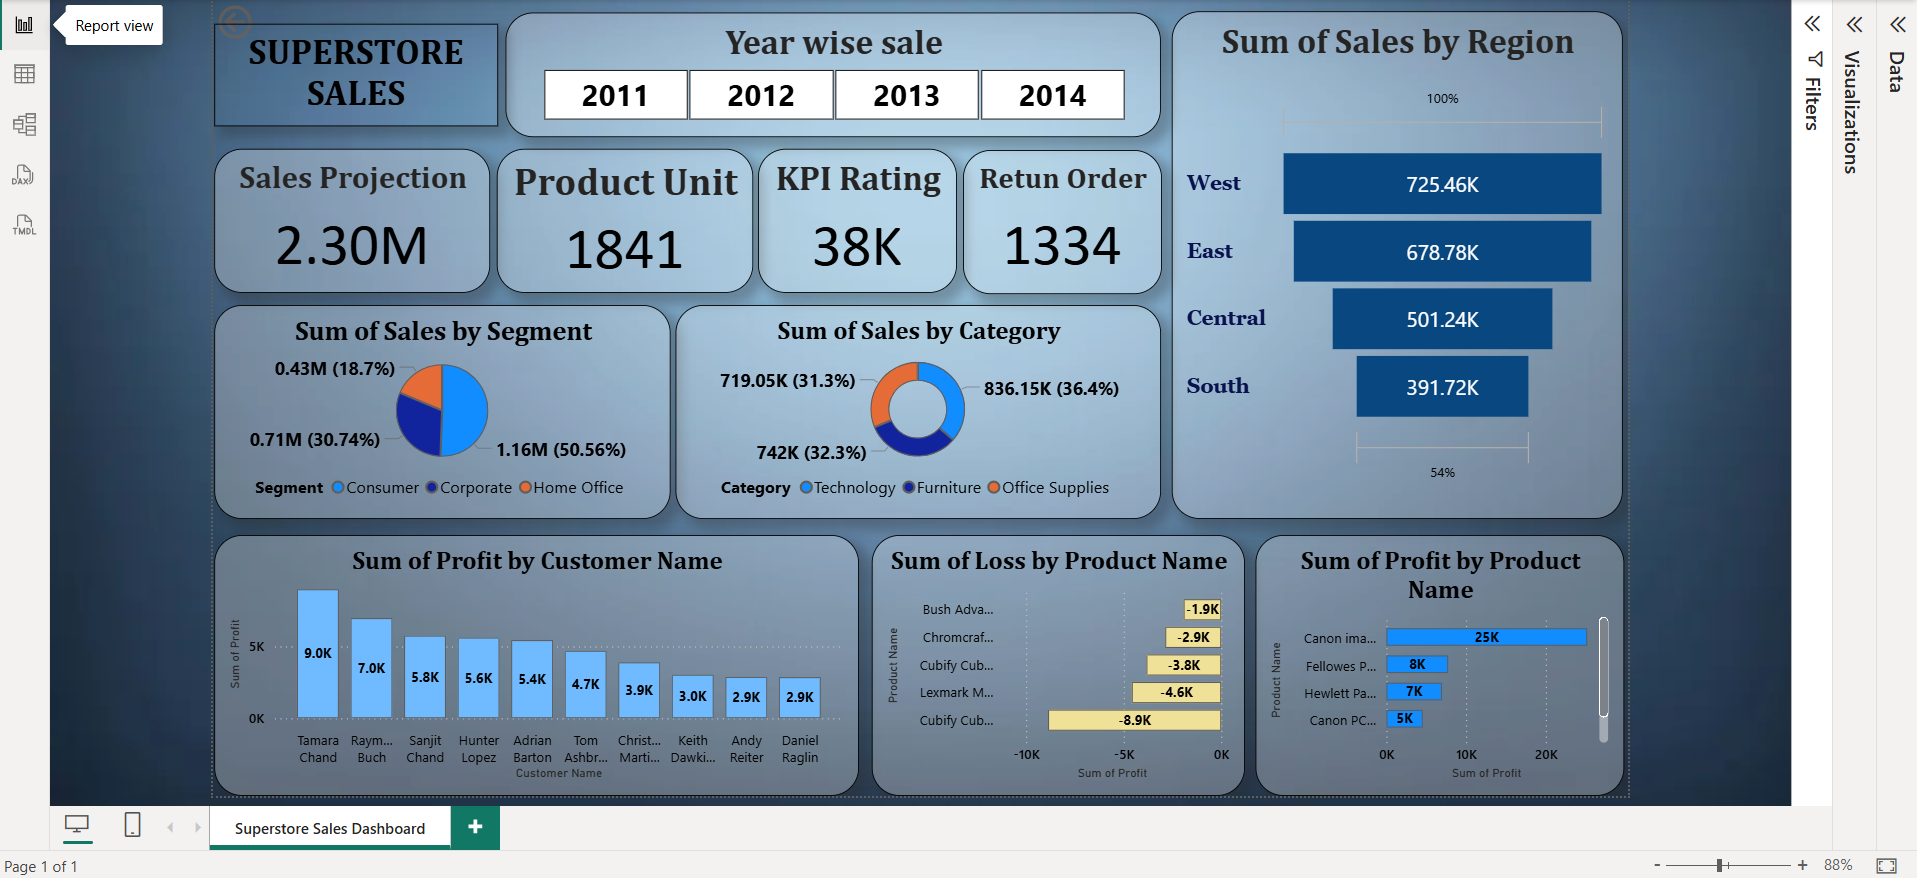 Report view
SUPERSTORE
SALES
Year wise sale
2011 2012 2013 2014
Sales Projection
2.30M
Product Unit
1841
KPI Rating
38K
Retun Order
1334
Sum of Sales by Region
100%
West 725.46K
East 678.78K
Central 501.24K
South 391.72K
54%
Sum of Sales by Segment
0.43M (18.7%)
0.71M (30.74%)
1.16M (50.56%)
Segment Consumer Corporate Home Office
Sum of Sales by Category
719.05K (31.3%)
836.15K (36.4%)
742K (32.3%)
Category Technology Furniture Office Supplies
Sum of Profit by Customer Name
Sum of Profit
5K
0K
9.0K 7.0K 5.8K 5.6K 5.4K 4.7K 3.9K 3.0K 2.9K 2.9K
Tamara Raym... Sanjit Hunter Adrian Tom Christ... Keith Andy Daniel
Chand Buch Chand Lopez Barton Ashbr... Marti... Dawki... Reiter Raglin
Customer Name
Sum of Loss by Product Name
Product Name
Bush Adva... -1.9K
Chromcraf... -2.9K
Cubify Cub... -3.8K
Lexmark M... -4.6K
Cubify Cub... -8.9K
-10K -5K 0K
Sum of Profit
Sum of Profit by Product
Name
Product Name
Canon ima... 25K
Fellowes P... 8K
Hewlett Pa... 7K
Canon PC... 5K
0K 10K 20K
Sum of Profit
Filters
Visualizations
Data
DAX
TMDL
Superstore Sales Dashboard
+
Page 1 of 1
- + 88%